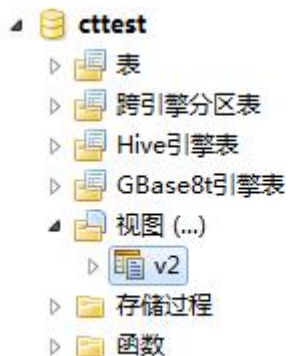 cttest
表
跨引擎分区表
Hive引擎表
GBase8t引擎表
视图 (...)
v2
存储过程
函数